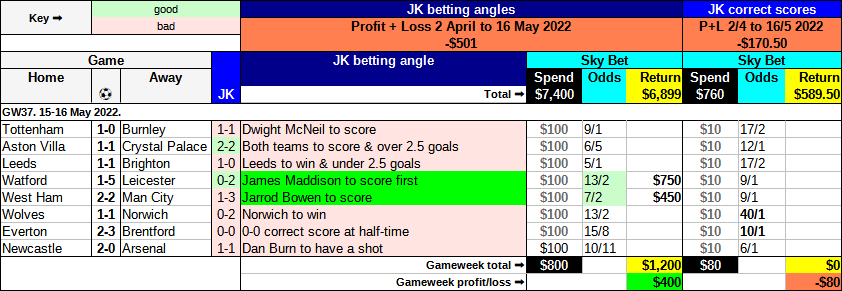 Key ➡ good JK betting angles JK correct scores
bad Profit + Loss 2 April to 16 May 2022 P+L 2/4 to 16/5 2022
-$501 -$170.50
Game JK betting angle Sky Bet Sky Bet
Home Away Spend Odds Return Spend Odds Return
⚽ JK Total ➡ $7,400 $6,899 $760 $589.50
GW37. 15-16 May 2022.
Tottenham 1-0 Burnley 1-1 Dwight McNeil to score $100 9/1 $10 17/2
Aston Villa 1-1 Crystal Palace 2-2 Both teams to score & over 2.5 goals $100 6/5 $10 12/1
Leeds 1-1 Brighton 1-0 Leeds to win & under 2.5 goals $100 5/1 $10 17/2
Watford 1-5 Leicester 0-2 James Maddison to score first $100 13/2 $750 $10 9/1
West Ham 2-2 Man City 1-3 Jarrod Bowen to score $100 7/2 $450 $10 9/1
Wolves 1-1 Norwich 0-2 Norwich to win $100 13/2 $10 40/1
Everton 2-3 Brentford 0-0 0-0 correct score at half-time $100 15/8 $10 10/1
Newcastle 2-0 Arsenal 1-1 Dan Burn to have a shot $100 10/11 $10 6/1
Gameweek total ➡ $800 $1,200 $80 $0
Gameweek profit/loss ➡ $400 -$80